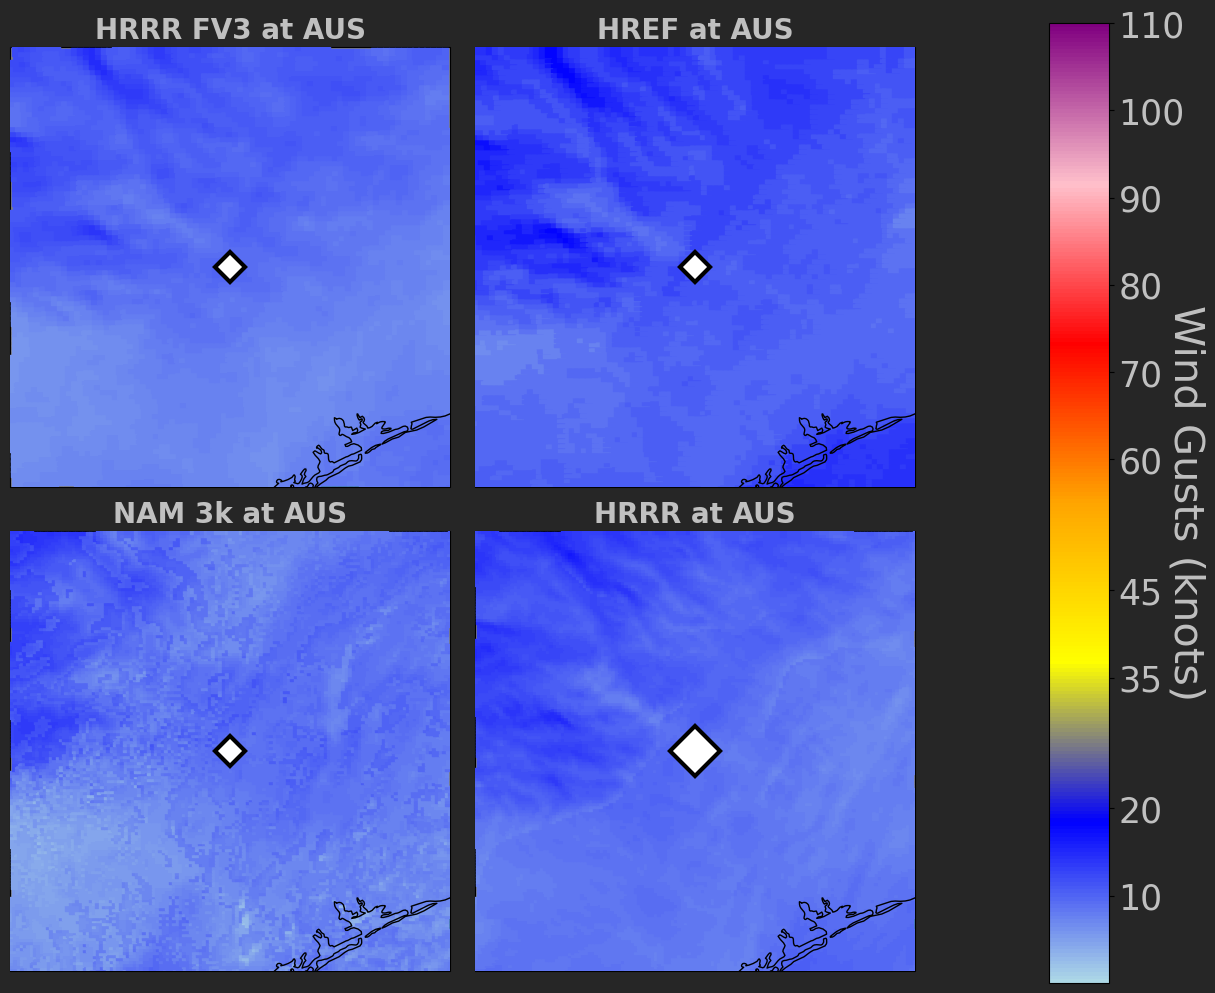 HRRR FV3 at AUS
HREF at AUS
NAM 3k at AUS
HRRR at AUS
110
100
90
80
70
60
45
35
20
10
Wind Gusts (knots)